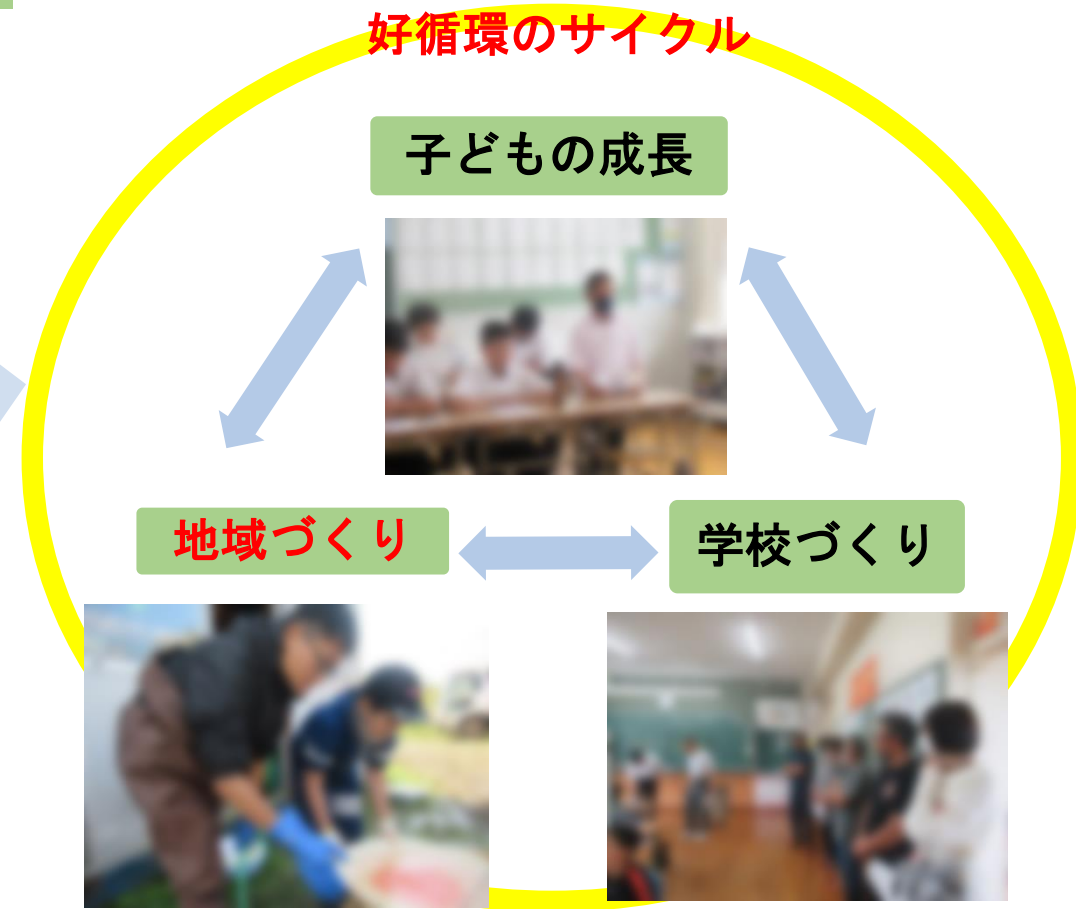 好循環のサイクル
子どもの成長
地域づくり
学校づくり